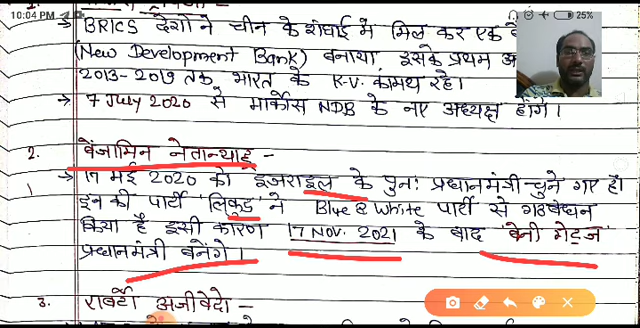 10:04 PM
25%
→ BRICS देशों ने चीन के शंघाई में मिल कर एक
(New Development Bank) बनाया, इसके प्रथम
2013-2019 तक भारत के K.V. कामथ रहे।
→ 7 July 2020 से मार्कोस NDB के नए अध्यक्ष होंगे।
2. बेंजामिन नेतान्याहू -
→ 17 मई 2020 को इजराइल के पुनः प्रधानमंत्री चुने गए है।
इन की पार्टी 'लिकुड' ने Blue & White पार्टी से गठबंधन
किया है इसी कारण 17 NOV. 2021 के बाद 'बेनी गेंट्ज'
प्रधानमंत्री बनेंगे।
3. राबर्टो अजीवेदो -